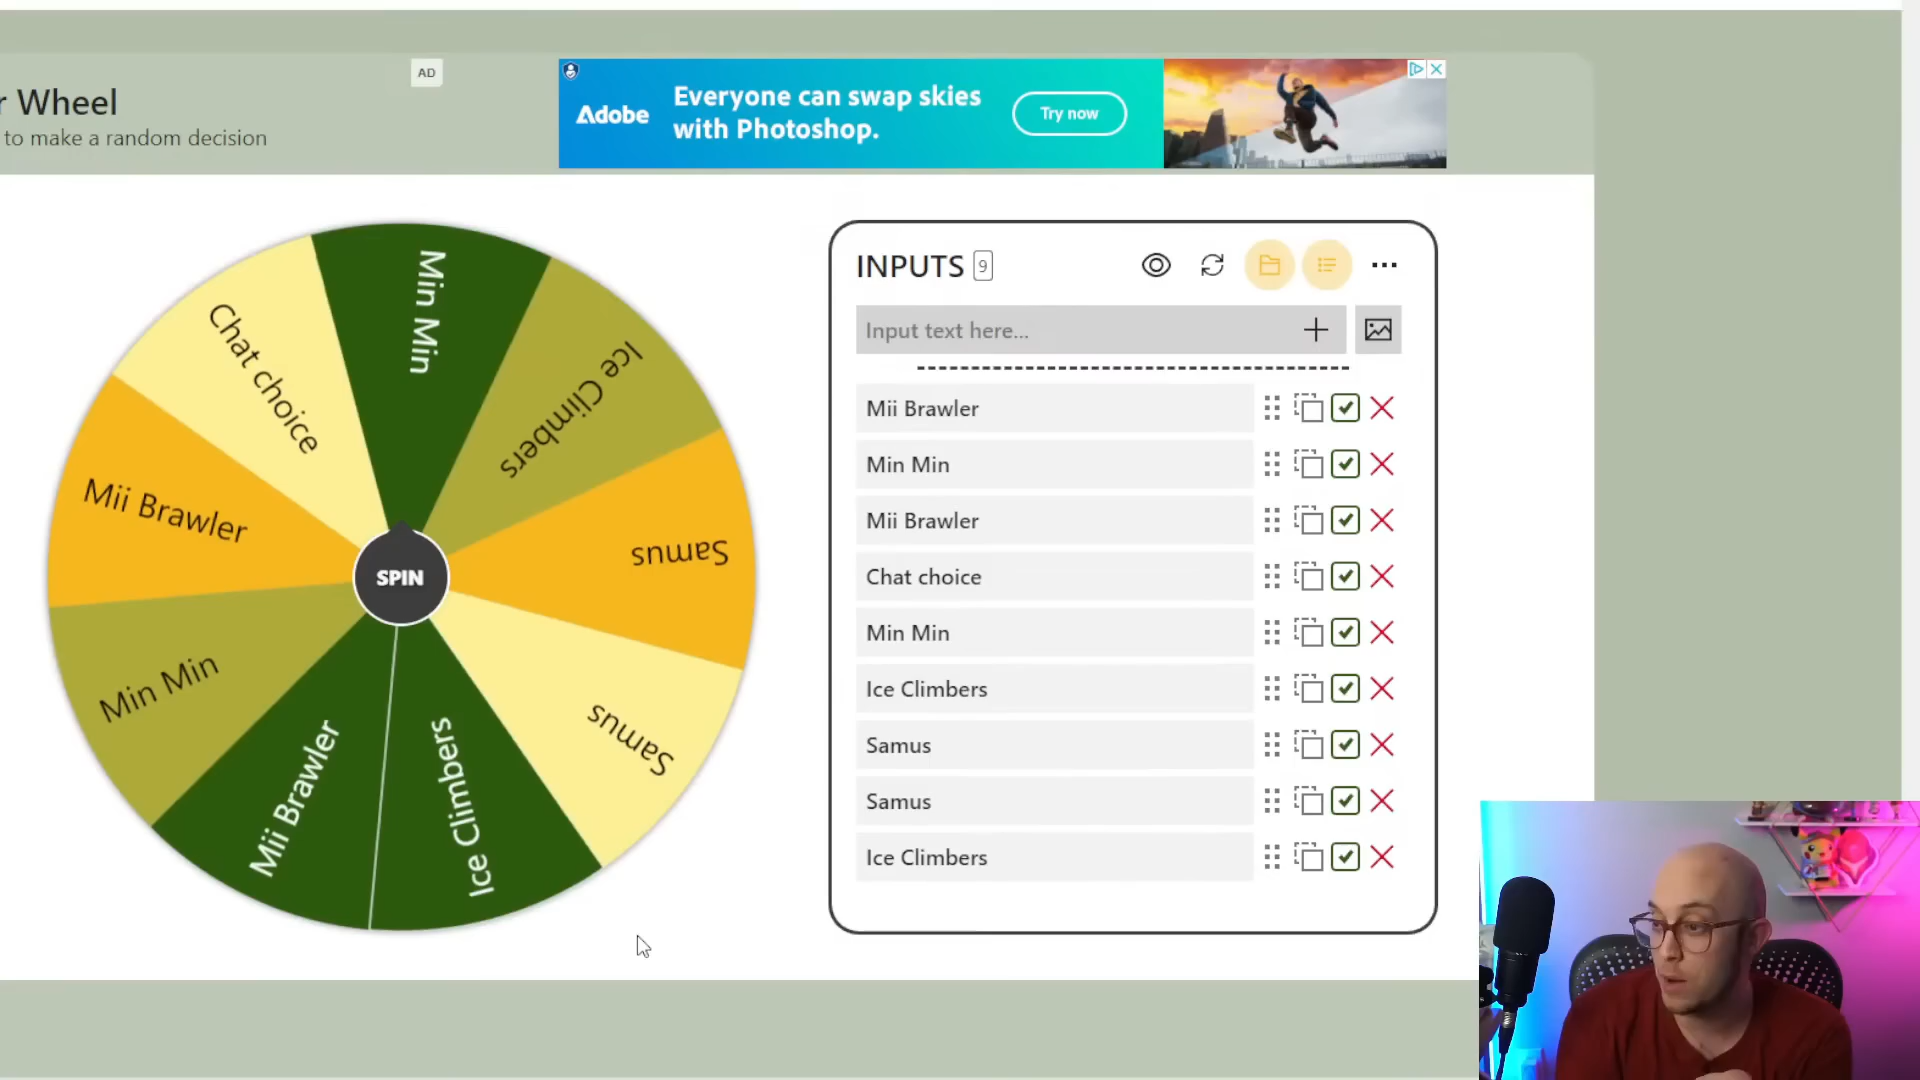 r Wheel
to make a random decision
AD
Adobe
Everyone can swap skies
with Photoshop.
Try now
Min Min
Ice Climbers
Samus
Samus
Ice Climbers
Mii Brawler
Min Min
Mii Brawler
Chat choice
SPIN
INPUTS 9
Input text here...
Mii Brawler
Min Min
Mii Brawler
Chat choice
Min Min
Ice Climbers
Samus
Samus
Ice Climbers